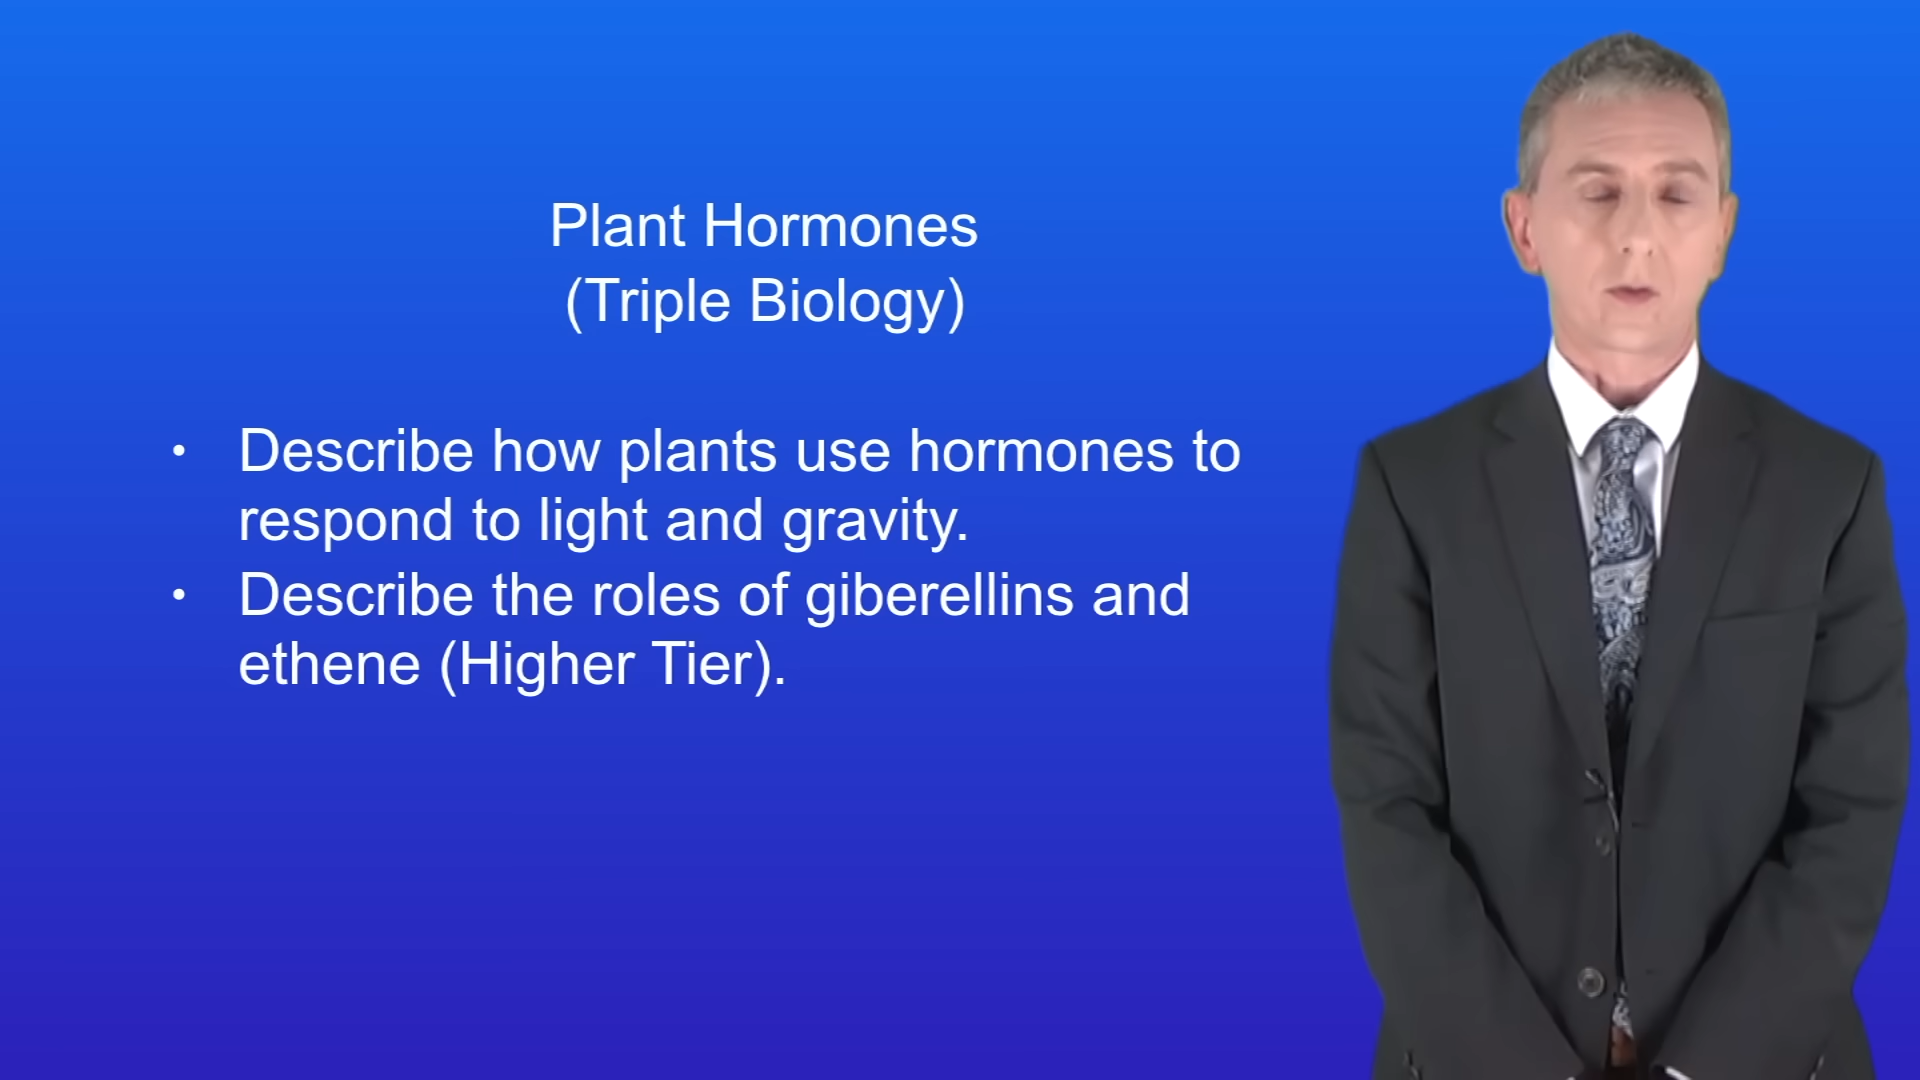 Plant Hormones
(Triple Biology)
• Describe how plants use hormones to
respond to light and gravity.
• Describe the roles of giberellins and
ethene (Higher Tier).